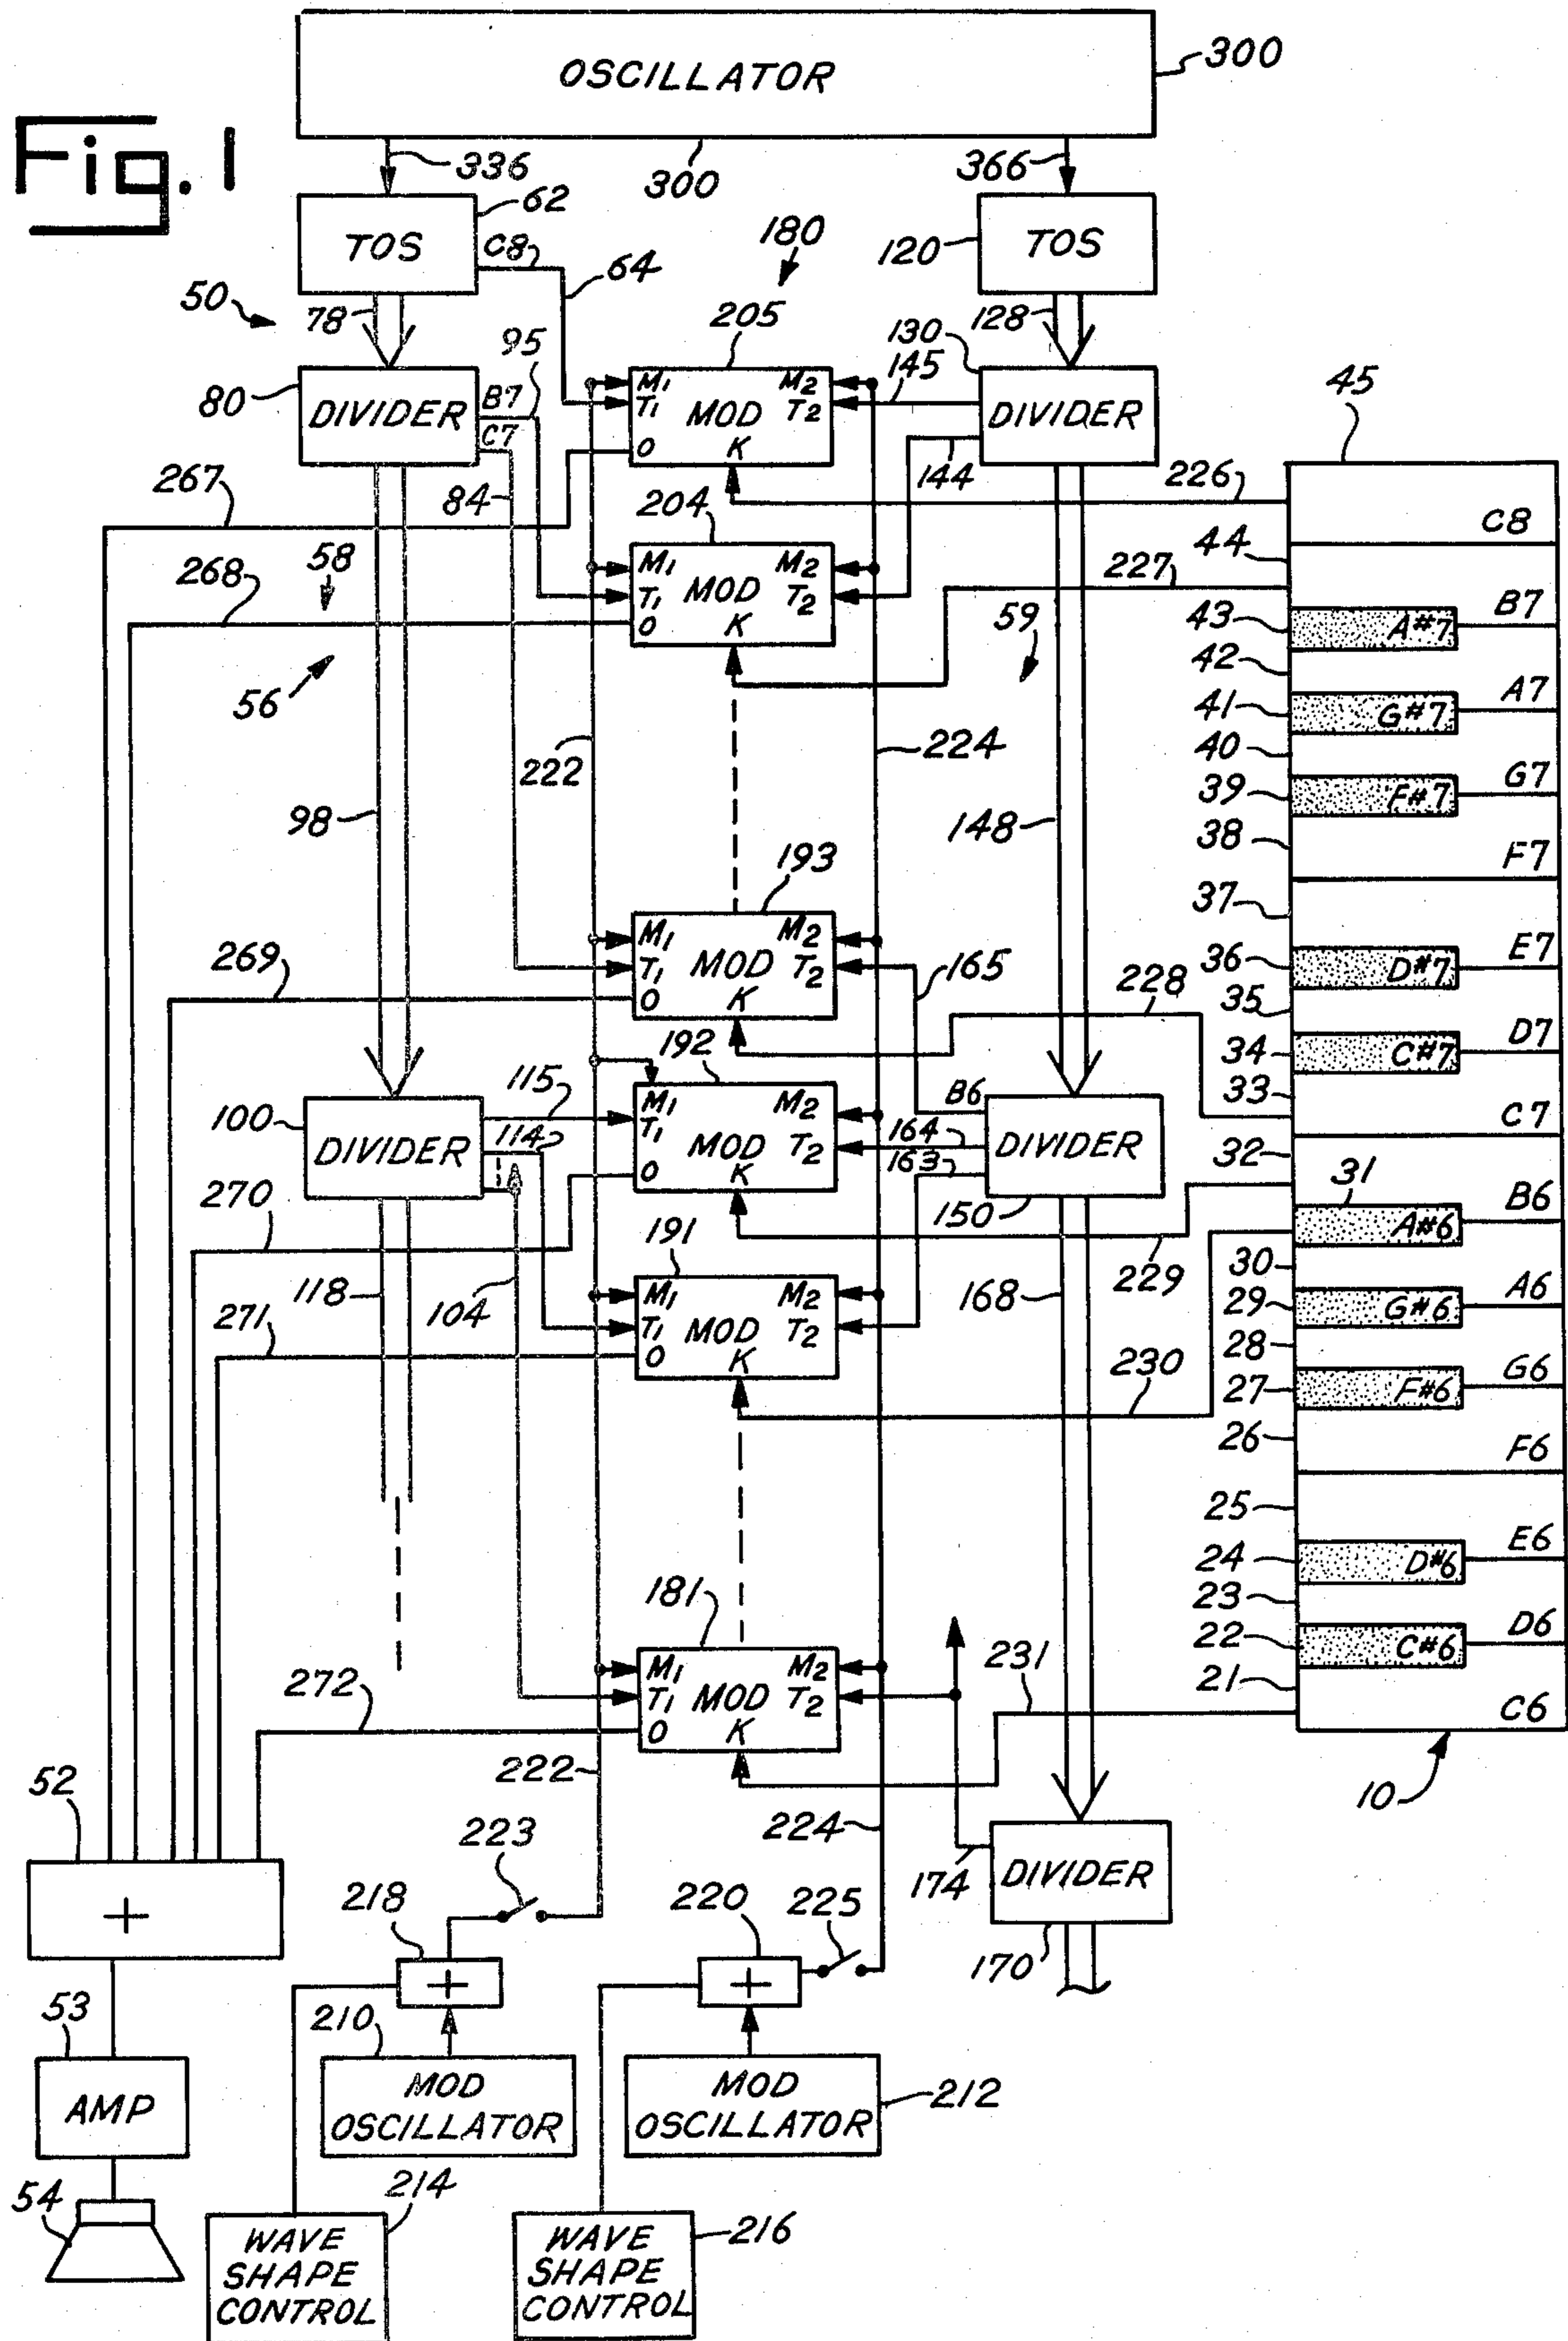 Fig. 1
OSCILLATOR
300
336
300
366
62
TOS
C8
64
180
120
TOS
50
78
205
128
130
145
95
80
DIVIDER
B7
C7
M1
T1
MOD
M2
T2
O
K
DIVIDER
45
144
226
267
84
204
C8
44
58
268
M1
T1
MOD
M2
T2
O
K
227
59
43
A#7
B7
42
56
41
G#7
A7
40
222
224
39
F#7
G7
98
148
38
F7
193
37
M1
T1
MOD
M2
T2
O
K
269
165
228
36
D#7
E7
35
192
34
C#7
D7
115
33
100
DIVIDER
114
M1
T1
MOD
M2
T2
O
K
B6
164
163
DIVIDER
C7
32
31
270
191
150
A#6
B6
229
30
118
104
M1
T1
MOD
M2
T2
O
K
168
29
G#6
A6
271
28
230
27
F#6
G6
26
F6
25
24
D#6
E6
181
23
M1
T1
MOD
M2
T2
O
K
231
22
C#6
D6
272
21
C6
222
52
223
224
10
+
218
220
225
174
DIVIDER
+
+
170
53
210
AMP
MOD
OSCILLATOR
MOD
OSCILLATOR
212
54
214
WAVE
SHAPE
CONTROL
216
WAVE
SHAPE
CONTROL